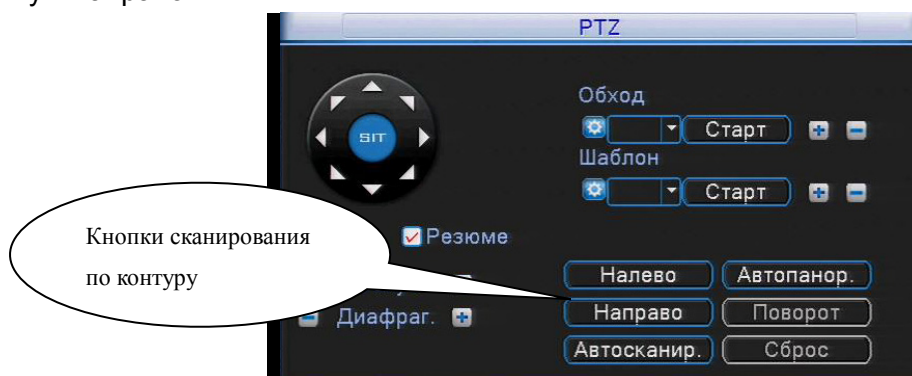 PTZ
Обход
SIT
Старт
Шаблон
Старт
Кнопки сканирования
по контуру
Резюме
Налево
Автопанор.
Диафраг.
Направо
Поворот
Автосканир.
Сброс